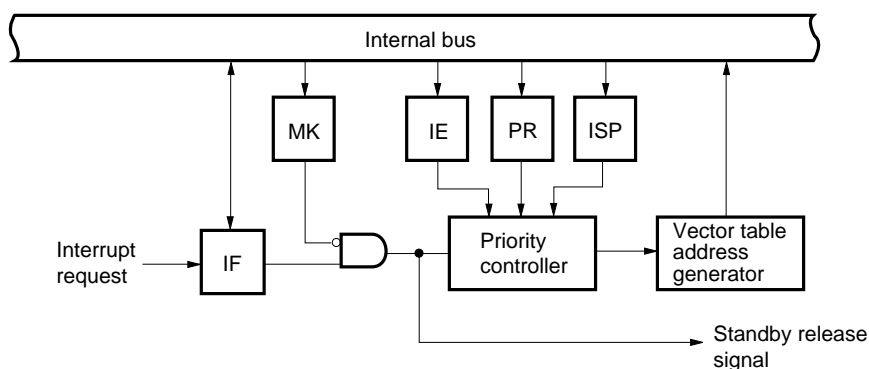 Internal bus
MK
IE
PR
ISP
Interrupt
request
IF
Priority
controller
Vector table
address
generator
Standby release
signal